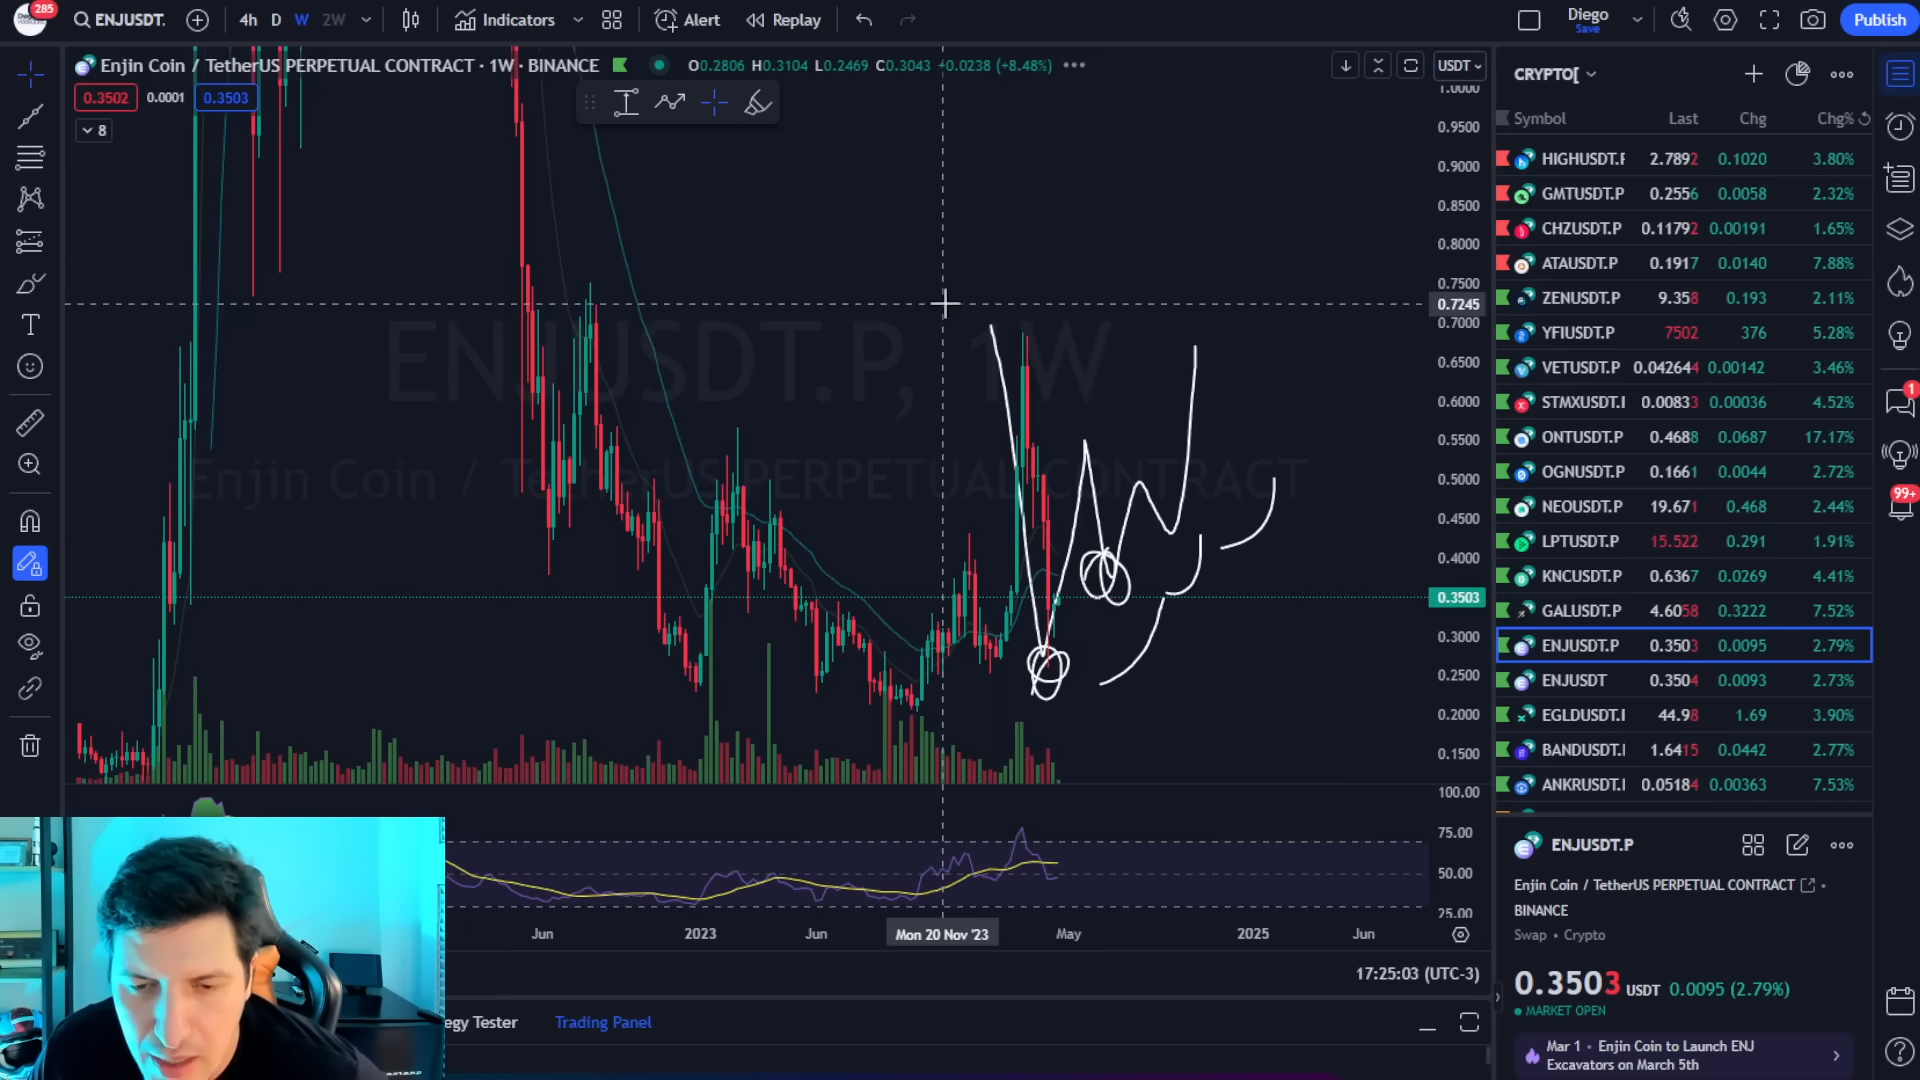 285
ENJUSDT.
4h D W 2W
Indicators
Alert
Replay
Diego
Save
Publish
Enjin Coin / TetherUS PERPETUAL CONTRACT · 1W · BINANCE
O0.2806 H0.3104 L0.2469 C0.3043 +0.0238 (+8.48%)
USDT
0.3502 0.0001 0.3503
8
ENJUSDT.P, 1W
Enjin Coin / TetherUS PERPETUAL CONTRACT
1.0000
0.9500
0.9000
0.8500
0.8000
0.7500
0.7245
0.7000
0.6500
0.6000
0.5500
0.5000
0.4500
0.4000
0.3503
0.3000
0.2500
0.2000
0.1500
100.00
75.00
50.00
25.00
Jun 2023 Jun Mon 20 Nov '23 May 2025 Jun
17:25:03 (UTC-3)
egy Tester Trading Panel
CRYPTO[
Symbol Last Chg Chg%
HIGHUSDT.F 2.7892 0.1020 3.80%
GMTUSDT.P 0.2556 0.0058 2.32%
CHZUSDT.P 0.11792 0.00191 1.65%
ATAUSDT.P 0.1917 0.0140 7.88%
ZENUSDT.P 9.358 0.193 2.11%
YFIUSDT.P 7502 376 5.28%
VETUSDT.P 0.042644 0.00142 3.46%
STMXUSDT.I 0.00833 0.00036 4.52%
ONTUSDT.P 0.4688 0.0687 17.17%
OGNUSDT.P 0.1661 0.0044 2.72%
NEOUSDT.P 19.671 0.468 2.44%
LPTUSDT.P 15.522 0.291 1.91%
KNCUSDT.P 0.6367 0.0269 4.41%
GALUSDT.P 4.6058 0.3222 7.52%
ENJUSDT.P 0.3503 0.0095 2.79%
ENJUSDT 0.3504 0.0093 2.73%
EGLDUSDT.I 44.98 1.69 3.90%
BANDUSDT.I 1.6415 0.0442 2.77%
ANKRUSDT.I 0.05184 0.00363 7.53%
ENJUSDT.P
Enjin Coin / TetherUS PERPETUAL CONTRACT
BINANCE
Swap • Crypto
0.3503 USDT 0.0095 (2.79%)
MARKET OPEN
Mar 1 • Enjin Coin to Launch ENJ
Excavators on March 5th
1
99+